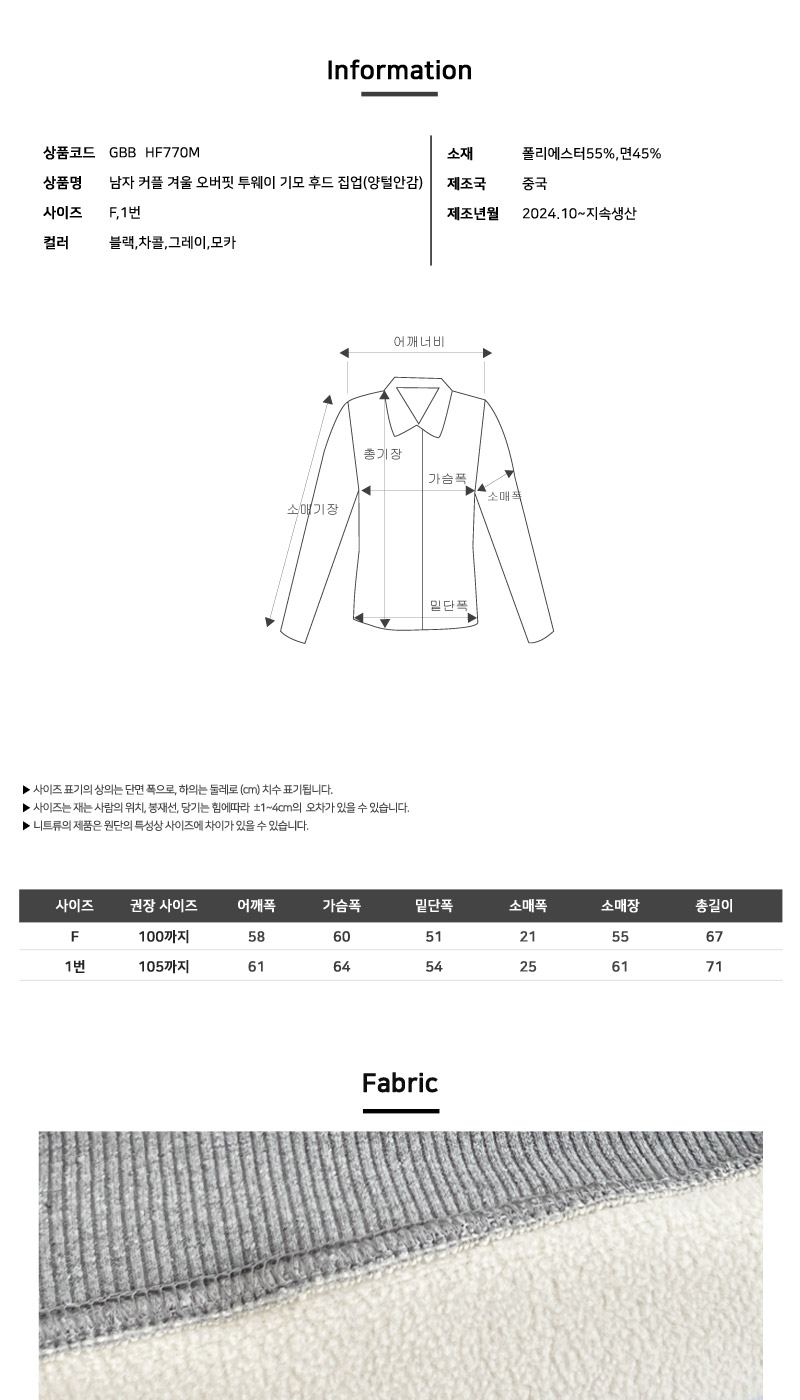 Information
상품코드 GBB HF770M
상품명 남자 커플 겨울 오버핏 투웨이 기모 후드 집업(양털안감)
사이즈 F,1번
컬러 블랙,차콜,그레이,모카
소재 폴리에스터55%,면45%
제조국 중국
제조년월 2024.10~지속생산
어깨너비
총기장
가슴폭
소매폭
소매기장
밑단폭
▶ 사이즈 표기의 상의는 단면 폭으로, 하의는 둘레로 (cm) 치수 표기됩니다.
▶ 사이즈는 재는 사람의 위치, 봉재선, 당기는 힘에따라 ±1~4cm의 오차가 있을 수 있습니다.
▶ 니트류의 제품은 원단의 특성상 사이즈에 차이가 있을 수 있습니다.
사이즈 권장 사이즈 어깨폭 가슴폭 밑단폭 소매폭 소매장 총길이
F 100까지 58 60 51 21 55 67
1번 105까지 61 64 54 25 61 71
Fabric